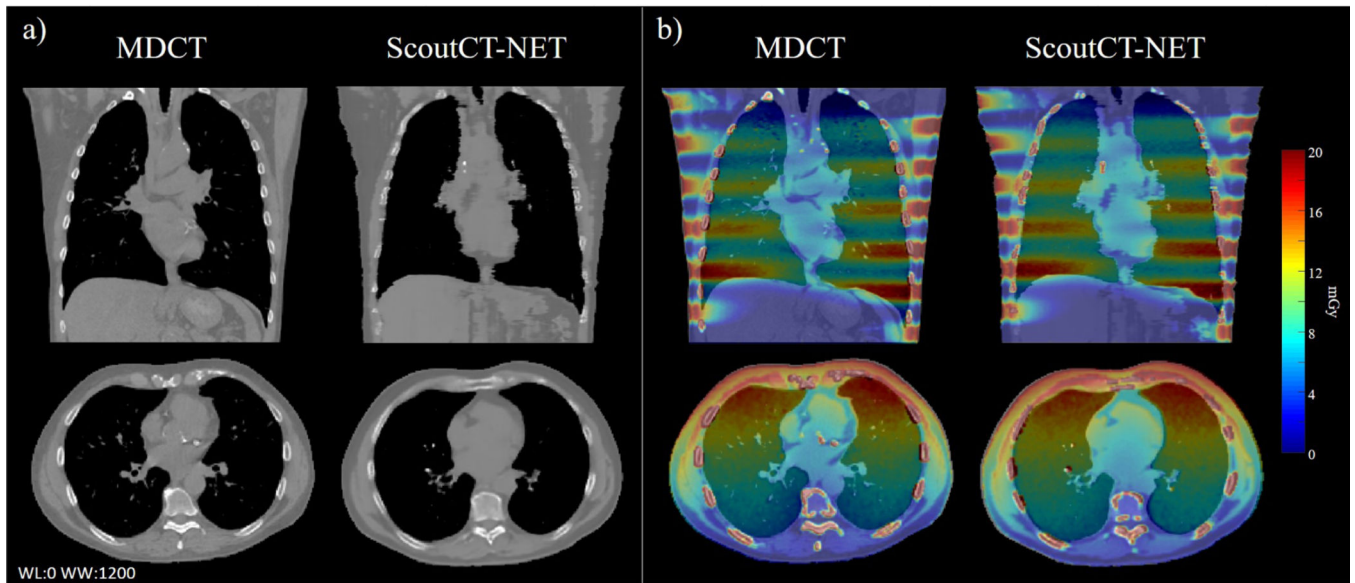 a)
MDCT
ScoutCT-NET
b)
MDCT
ScoutCT-NET
20
16
12
8
4
0
mGy
WL:0 WW:1200